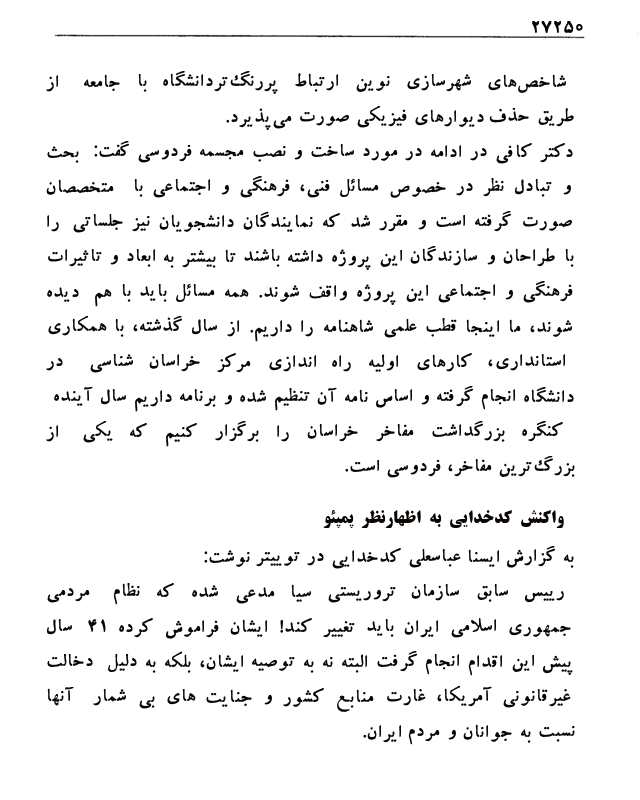 ۲۷۲۵۰
شاخص‌های شهرسازی نوین ارتباط پررنگ‌تردانشگاه با جامعه از
طریق حذف دیوارهای فیزیکی صورت می‌پذیرد.
دکتر کافی در ادامه در مورد ساخت و نصب مجسمه فردوسی گفت: بحث
و تبادل نظر در خصوص مسائل فنی، فرهنگی و اجتماعی با متخصصان
صورت گرفته است و مقرر شد که نمایندگان دانشجویان نیز جلساتی را
با طراحان و سازندگان این پروژه داشته باشند تا بیشتر به ابعاد و تاثیرات
فرهنگی و اجتماعی این پروژه واقف شوند. همه مسائل باید با هم دیده
شوند، ما اینجا قطب علمی شاهنامه را داریم. از سال گذشته، با همکاری
استانداری، کارهای اولیه راه اندازی مرکز خراسان شناسی در
دانشگاه انجام گرفته و اساس نامه آن تنظیم شده و برنامه داریم سال آینده
کنگره بزرگداشت مفاخر خراسان را برگزار کنیم که یکی از
بزرگ‌ترین مفاخر، فردوسی است.
واکنش کدخدایی به اظهارنظر پمپئو
به گزارش ایسنا عباسعلی کدخدایی در توییتر نوشت:
رییس سابق سازمان تروریستی سیا مدعی شده که نظام مردمی
جمهوری اسلامی ایران باید تغییر کند! ایشان فراموش کرده ۴۱ سال
پیش این اقدام انجام گرفت البته نه به توصیه ایشان، بلکه به دلیل دخالت
غیرقانونی آمریکا، غارت منابع کشور و جنایت های بی شمار آنها
نسبت به جوانان و مردم ایران.